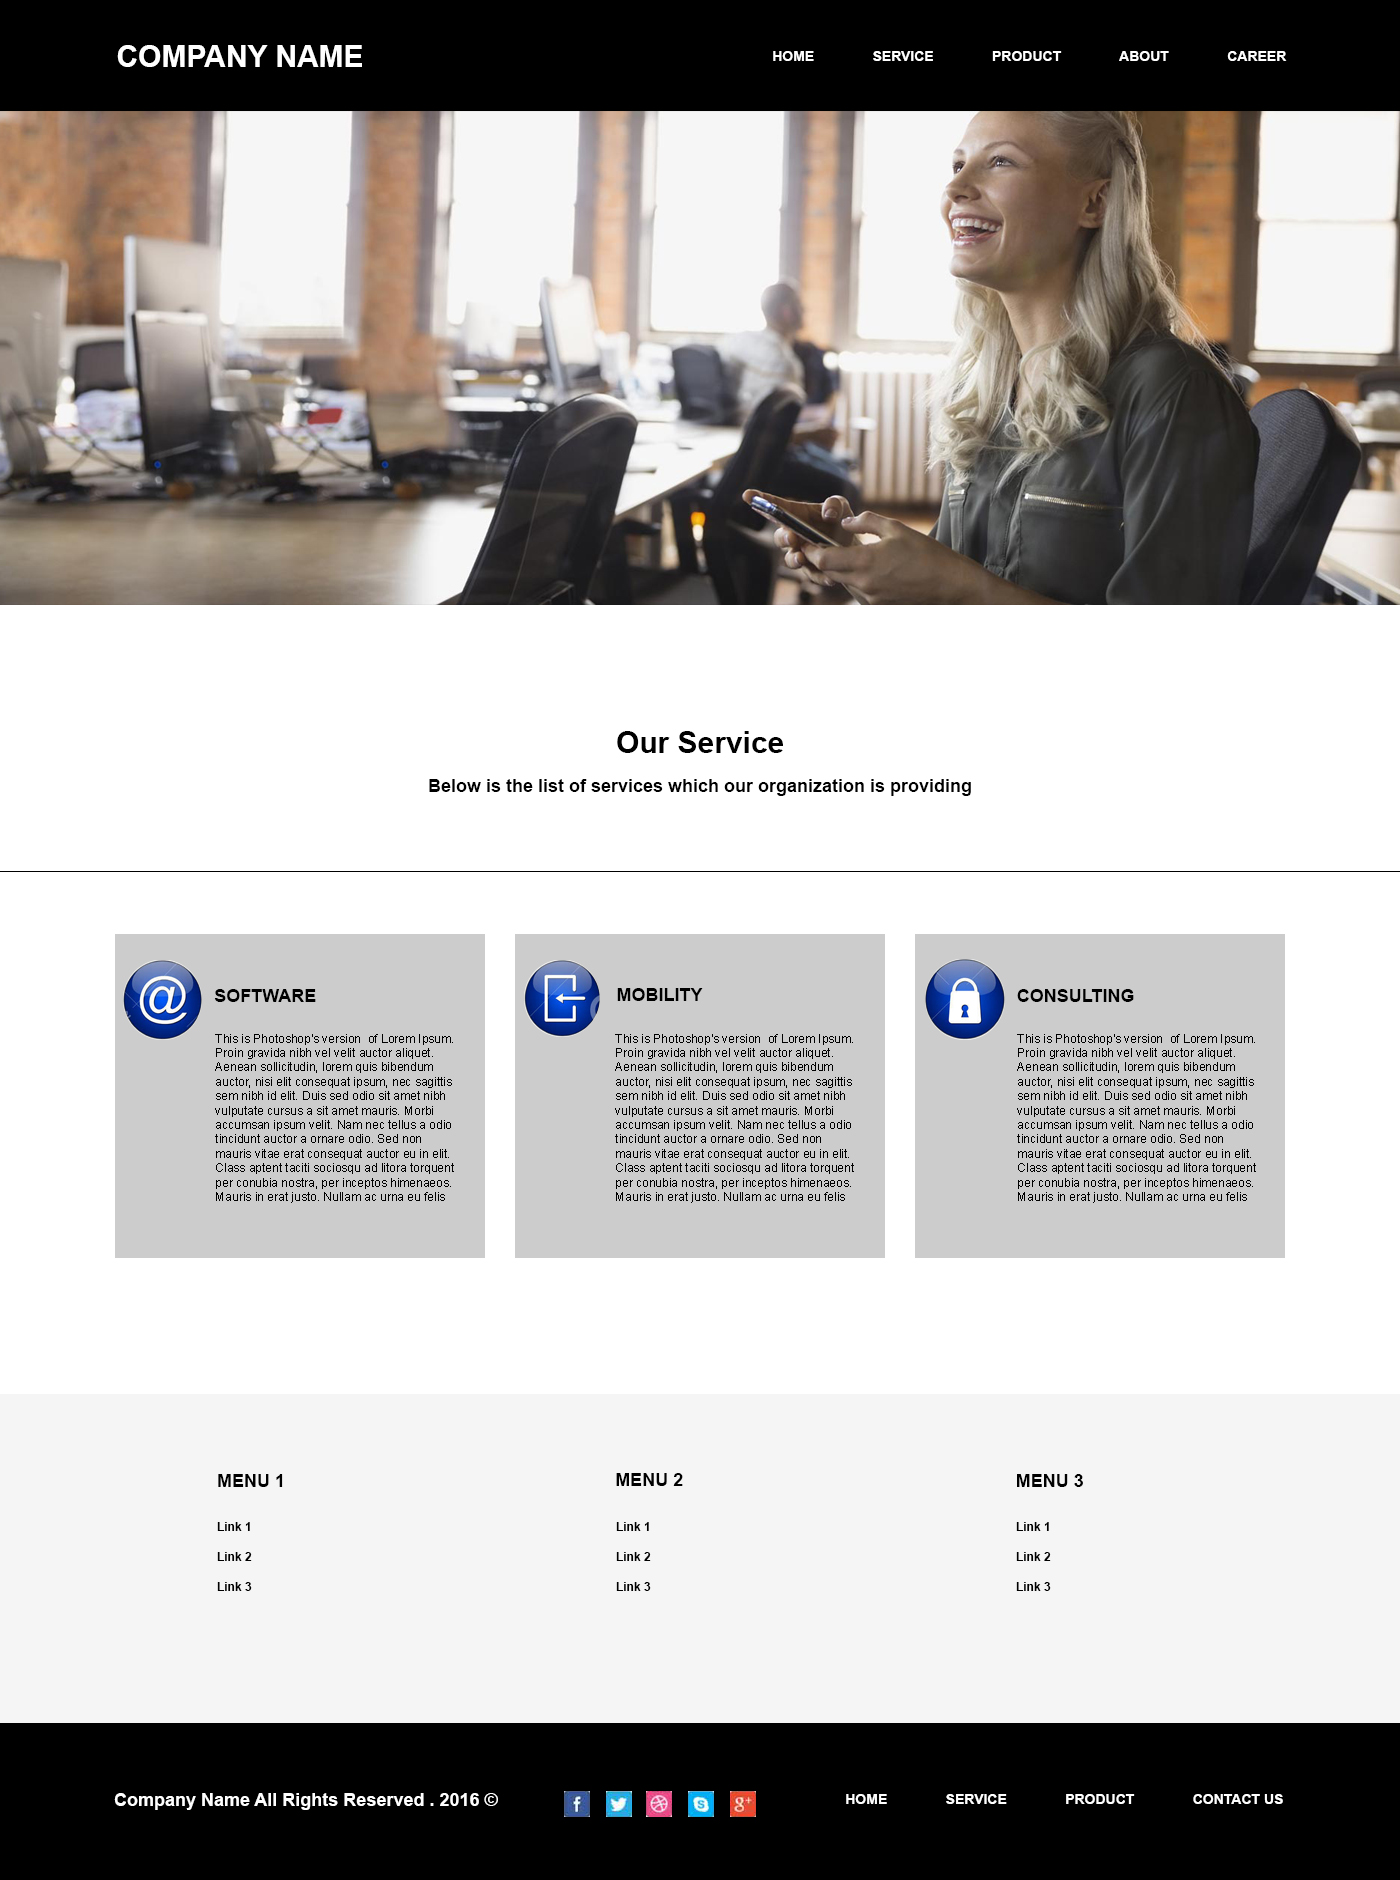 COMPANY NAME
HOME SERVICE PRODUCT ABOUT CAREER
Our Service
Below is the list of services which our organization is providing
SOFTWARE
This is Photoshop's version  of Lorem Ipsum.
Proin gravida nibh vel velit auctor aliquet.
Aenean sollicitudin, lorem quis bibendum
auctor, nisi elit consequat ipsum, nec sagittis
sem nibh id elit. Duis sed odio sit amet nibh
vulputate cursus a sit amet mauris. Morbi
accumsan ipsum velit. Nam nec tellus a odio
tincidunt auctor a ornare odio. Sed non
mauris vitae erat consequat auctor eu in elit.
Class aptent taciti sociosqu ad litora torquent
per conubia nostra, per inceptos himenaeos.
Mauris in erat justo. Nullam ac urna eu felis
MOBILITY
This is Photoshop's version  of Lorem Ipsum.
Proin gravida nibh vel velit auctor aliquet.
Aenean sollicitudin, lorem quis bibendum
auctor, nisi elit consequat ipsum, nec sagittis
sem nibh id elit. Duis sed odio sit amet nibh
vulputate cursus a sit amet mauris. Morbi
accumsan ipsum velit. Nam nec tellus a odio
tincidunt auctor a ornare odio. Sed non
mauris vitae erat consequat auctor eu in elit.
Class aptent taciti sociosqu ad litora torquent
per conubia nostra, per inceptos himenaeos.
Mauris in erat justo. Nullam ac urna eu felis
CONSULTING
This is Photoshop's version  of Lorem Ipsum.
Proin gravida nibh vel velit auctor aliquet.
Aenean sollicitudin, lorem quis bibendum
auctor, nisi elit consequat ipsum, nec sagittis
sem nibh id elit. Duis sed odio sit amet nibh
vulputate cursus a sit amet mauris. Morbi
accumsan ipsum velit. Nam nec tellus a odio
tincidunt auctor a ornare odio. Sed non
mauris vitae erat consequat auctor eu in elit.
Class aptent taciti sociosqu ad litora torquent
per conubia nostra, per inceptos himenaeos.
Mauris in erat justo. Nullam ac urna eu felis
MENU 1
Link 1
Link 2
Link 3
MENU 2
Link 1
Link 2
Link 3
MENU 3
Link 1
Link 2
Link 3
Company Name All Rights Reserved . 2016 ©
HOME SERVICE PRODUCT CONTACT US